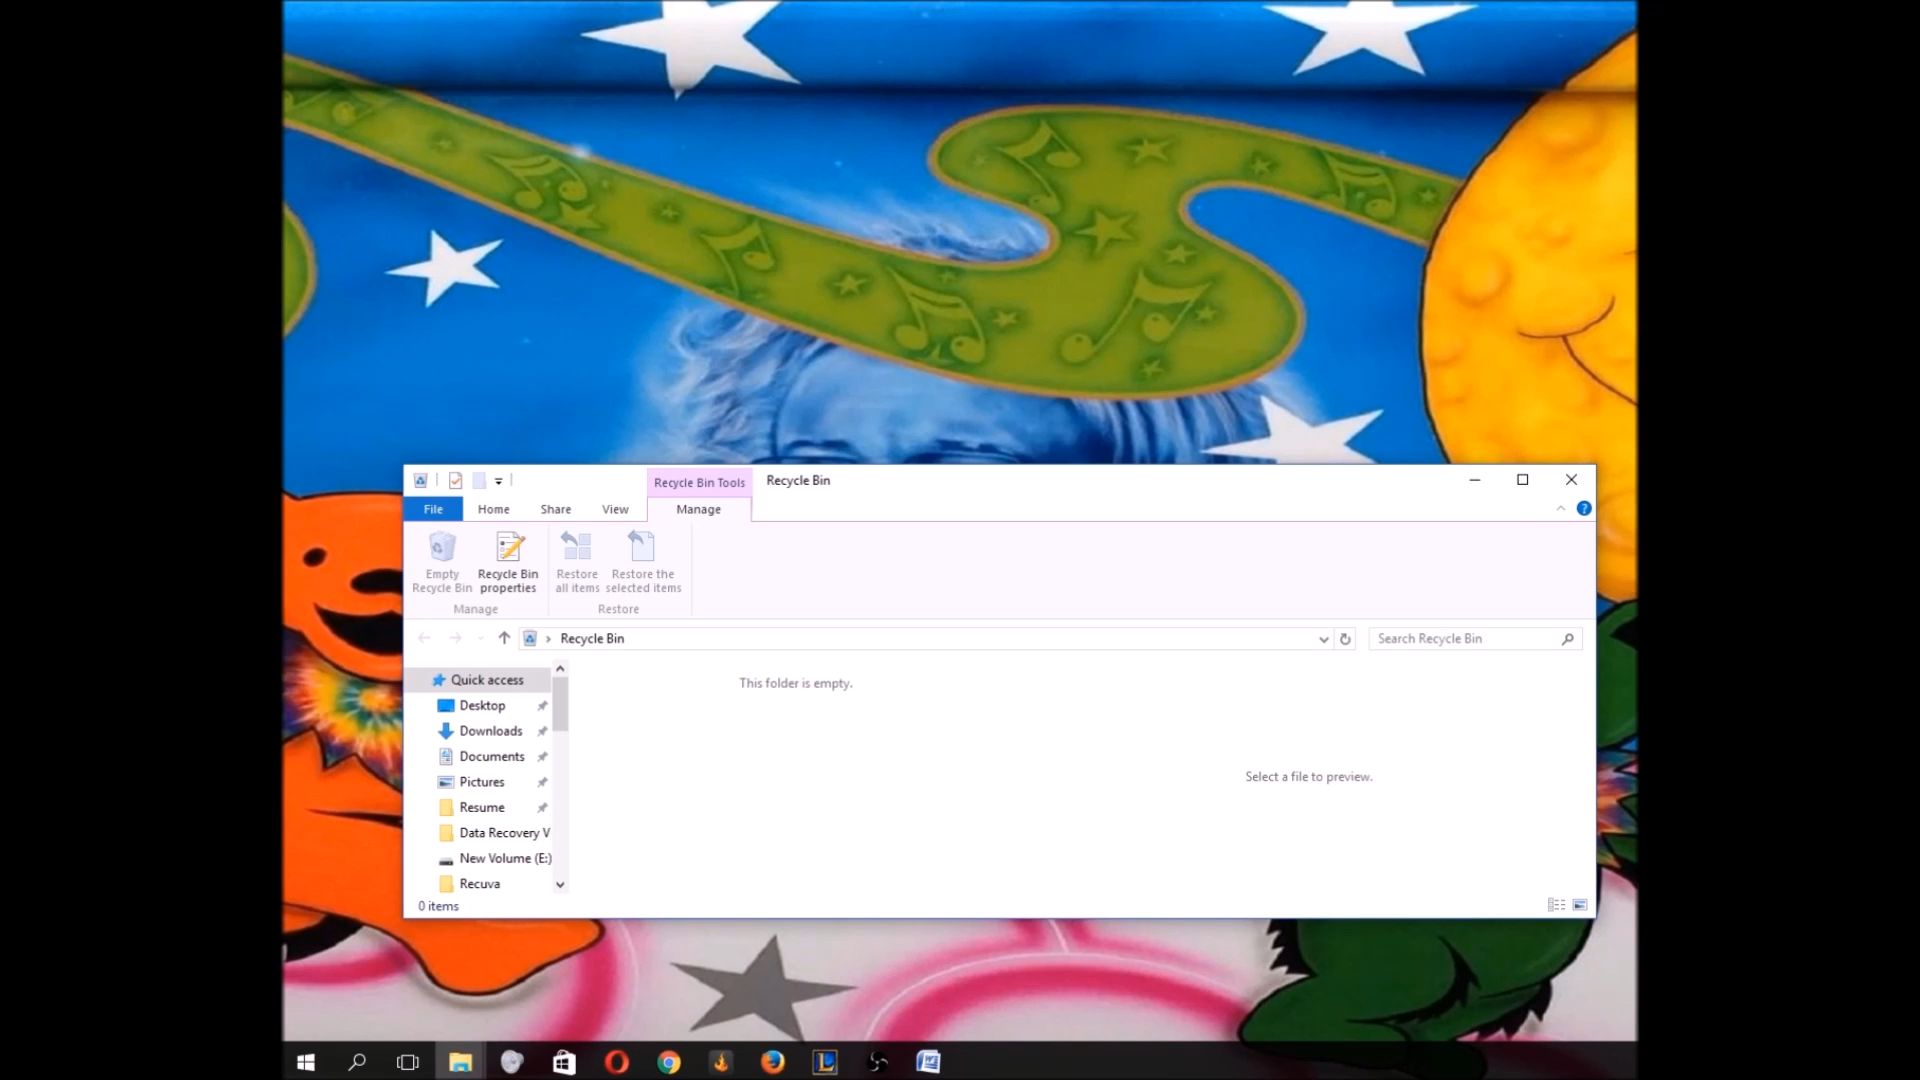 Recycle Bin Tools
Recycle Bin
File
Home
Share
View
Manage
Empty
Recycle Bin
Recycle Bin
properties
Restore
all items
Restore the
selected items
Manage
Restore
Recycle Bin
Search Recycle Bin
Quick access
This folder is empty.
Desktop
Downloads
Documents
Select a file to preview.
Pictures
Resume
Data Recovery V
New Volume (E:)
Recuva
0 items